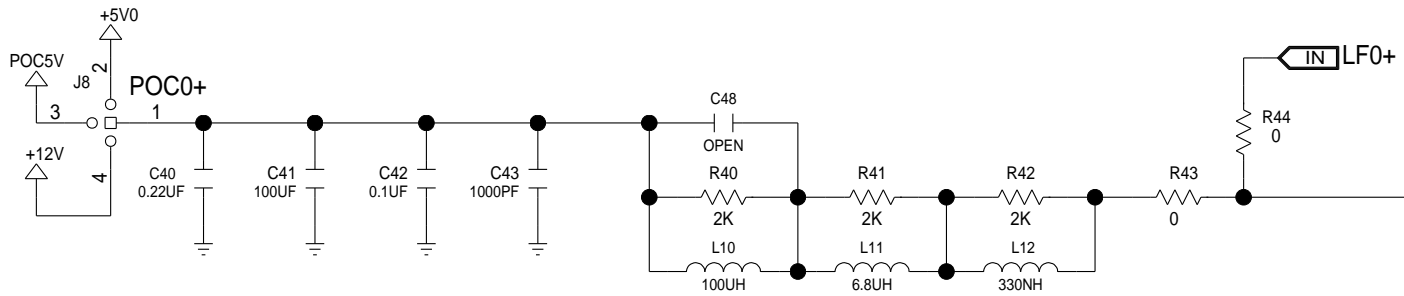 +5V0
POC5V
J8
2
POC0+
3
1
+12V
4
C40
0.22UF
C41
100UF
C42
0.1UF
C43
1000PF
C48
OPEN
R40
2K
L10
100UH
R41
2K
L11
6.8UH
R42
2K
L12
330NH
R43
0
R44
0
IN
LF0+